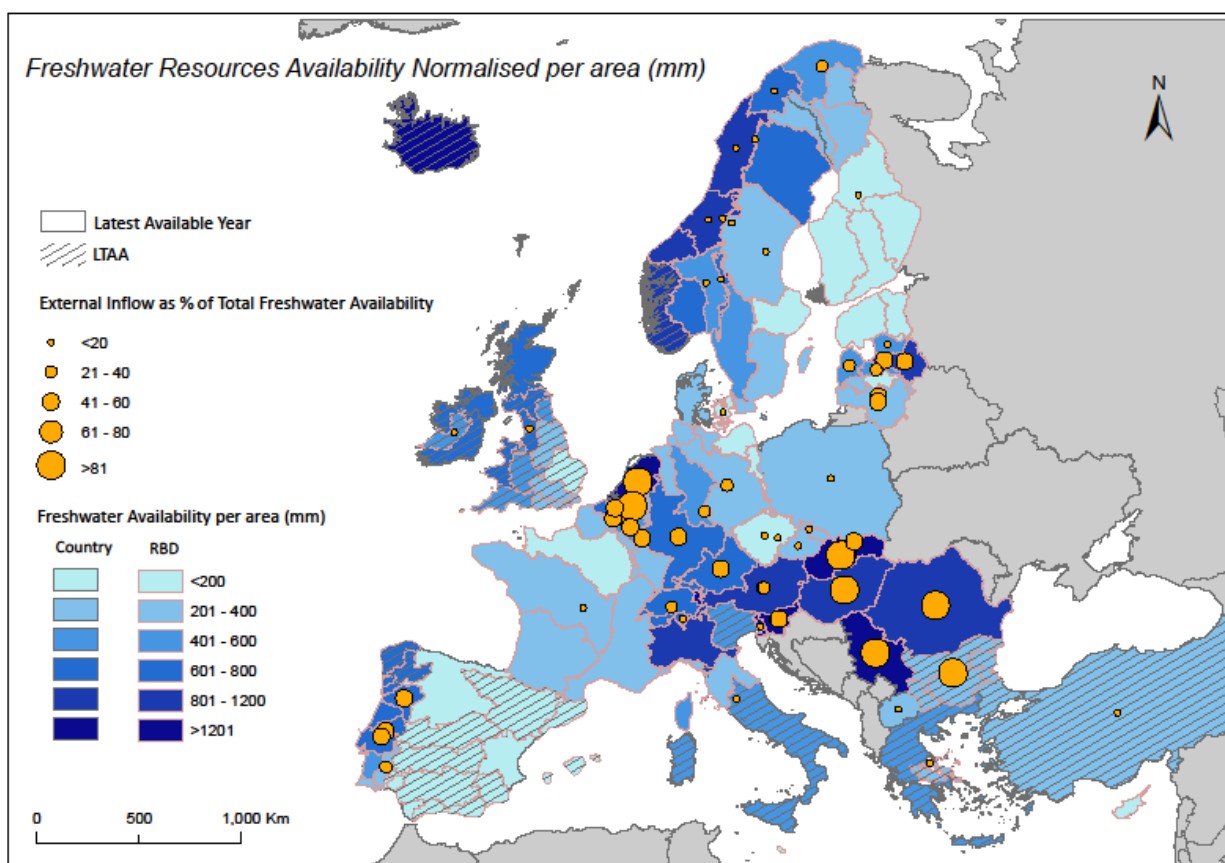 Freshwater Resources Availability Normalised per area (mm)
N
Latest Available Year
LTAA
External Inflow as % of Total Freshwater Availability
<20
21 - 40
41 - 60
61 - 80
>81
Freshwater Availability per area (mm)
Country RBD
<200
201 - 400
401 - 600
601 - 800
801 - 1200
>1201
0 500 1,000 Km